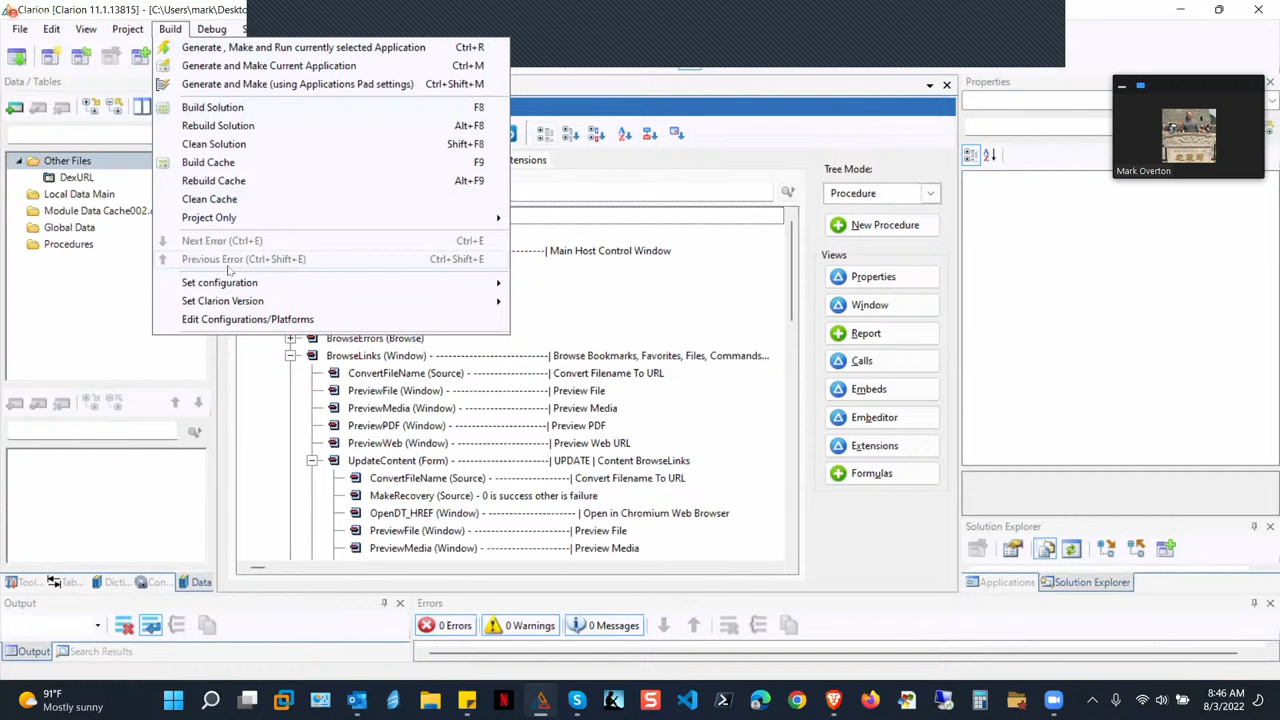 Clarion [11.1.13815] - [C:\Users\mark\Deskto
File Edit View Project Build Debug
Data / Tables
Generate , Make and Run currently selected Application Ctrl+R
Generate and Make Current Application Ctrl+M
Generate and Make (using Applications Pad settings) Ctrl+Shift+M
Build Solution F8
Rebuild Solution Alt+F8
Clean Solution Shift+F8
Build Cache F9
Rebuild Cache Alt+F9
Clean Cache
Project Only
Next Error (Ctrl+E) Ctrl+E
Previous Error (Ctrl+Shift+E) Ctrl+Shift+E
Set configuration
Set Clarion Version
Edit Configurations/Platforms
Other Files
DexURL
Local Data Main
Module Data Cache002.c
Global Data
Procedures
tensions
| Main Host Control Window
BrowseErrors (Browse)
BrowseLinks (Window) - | Browse Bookmarks, Favorites, Files, Commands...
ConvertFileName (Source) - | Convert Filename To URL
PreviewFile (Window) - | Preview File
PreviewMedia (Window) - | Preview Media
PreviewPDF (Window) - | Preview PDF
PreviewWeb (Window) - | Preview Web URL
UpdateContent (Form) - | UPDATE | Content BrowseLinks
ConvertFileName (Source) - | Convert Filename To URL
MakeRecovery (Source) - 0 is success other is failure
OpenDT_HREF (Window) - | Open in Chromium Web Browser
PreviewFile (Window) - | Preview File
PreviewMedia (Window) - | Preview Media
Tree Mode:
Procedure
New Procedure
Views
Properties
Window
Report
Calls
Embeds
Embeditor
Extensions
Formulas
Properties
Mark Overton
Solution Explorer
Applications Solution Explorer
Tool... Tab... Dicti... Con... Data
Output
Output Search Results
Errors
0 Errors 0 Warnings 0 Messages
91°F
Mostly sunny
8:46 AM
8/3/2022